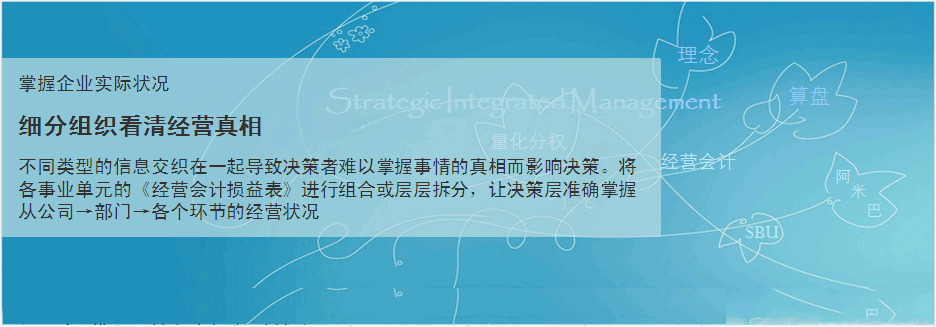 理念
掌握企业实际状况
算盘
Strategic Integrated Management
细分组织看清经营真相
量化分权
不同类型的信息交织在一起导致决策者难以掌握事情的真相而影响决策。将
经营会计
各事业单元的《经营会计损益表》进行组合或层层拆分，让决策层准确掌握
从公司→部门→各个环节的经营状况
阿
米
巴
SBU
巴